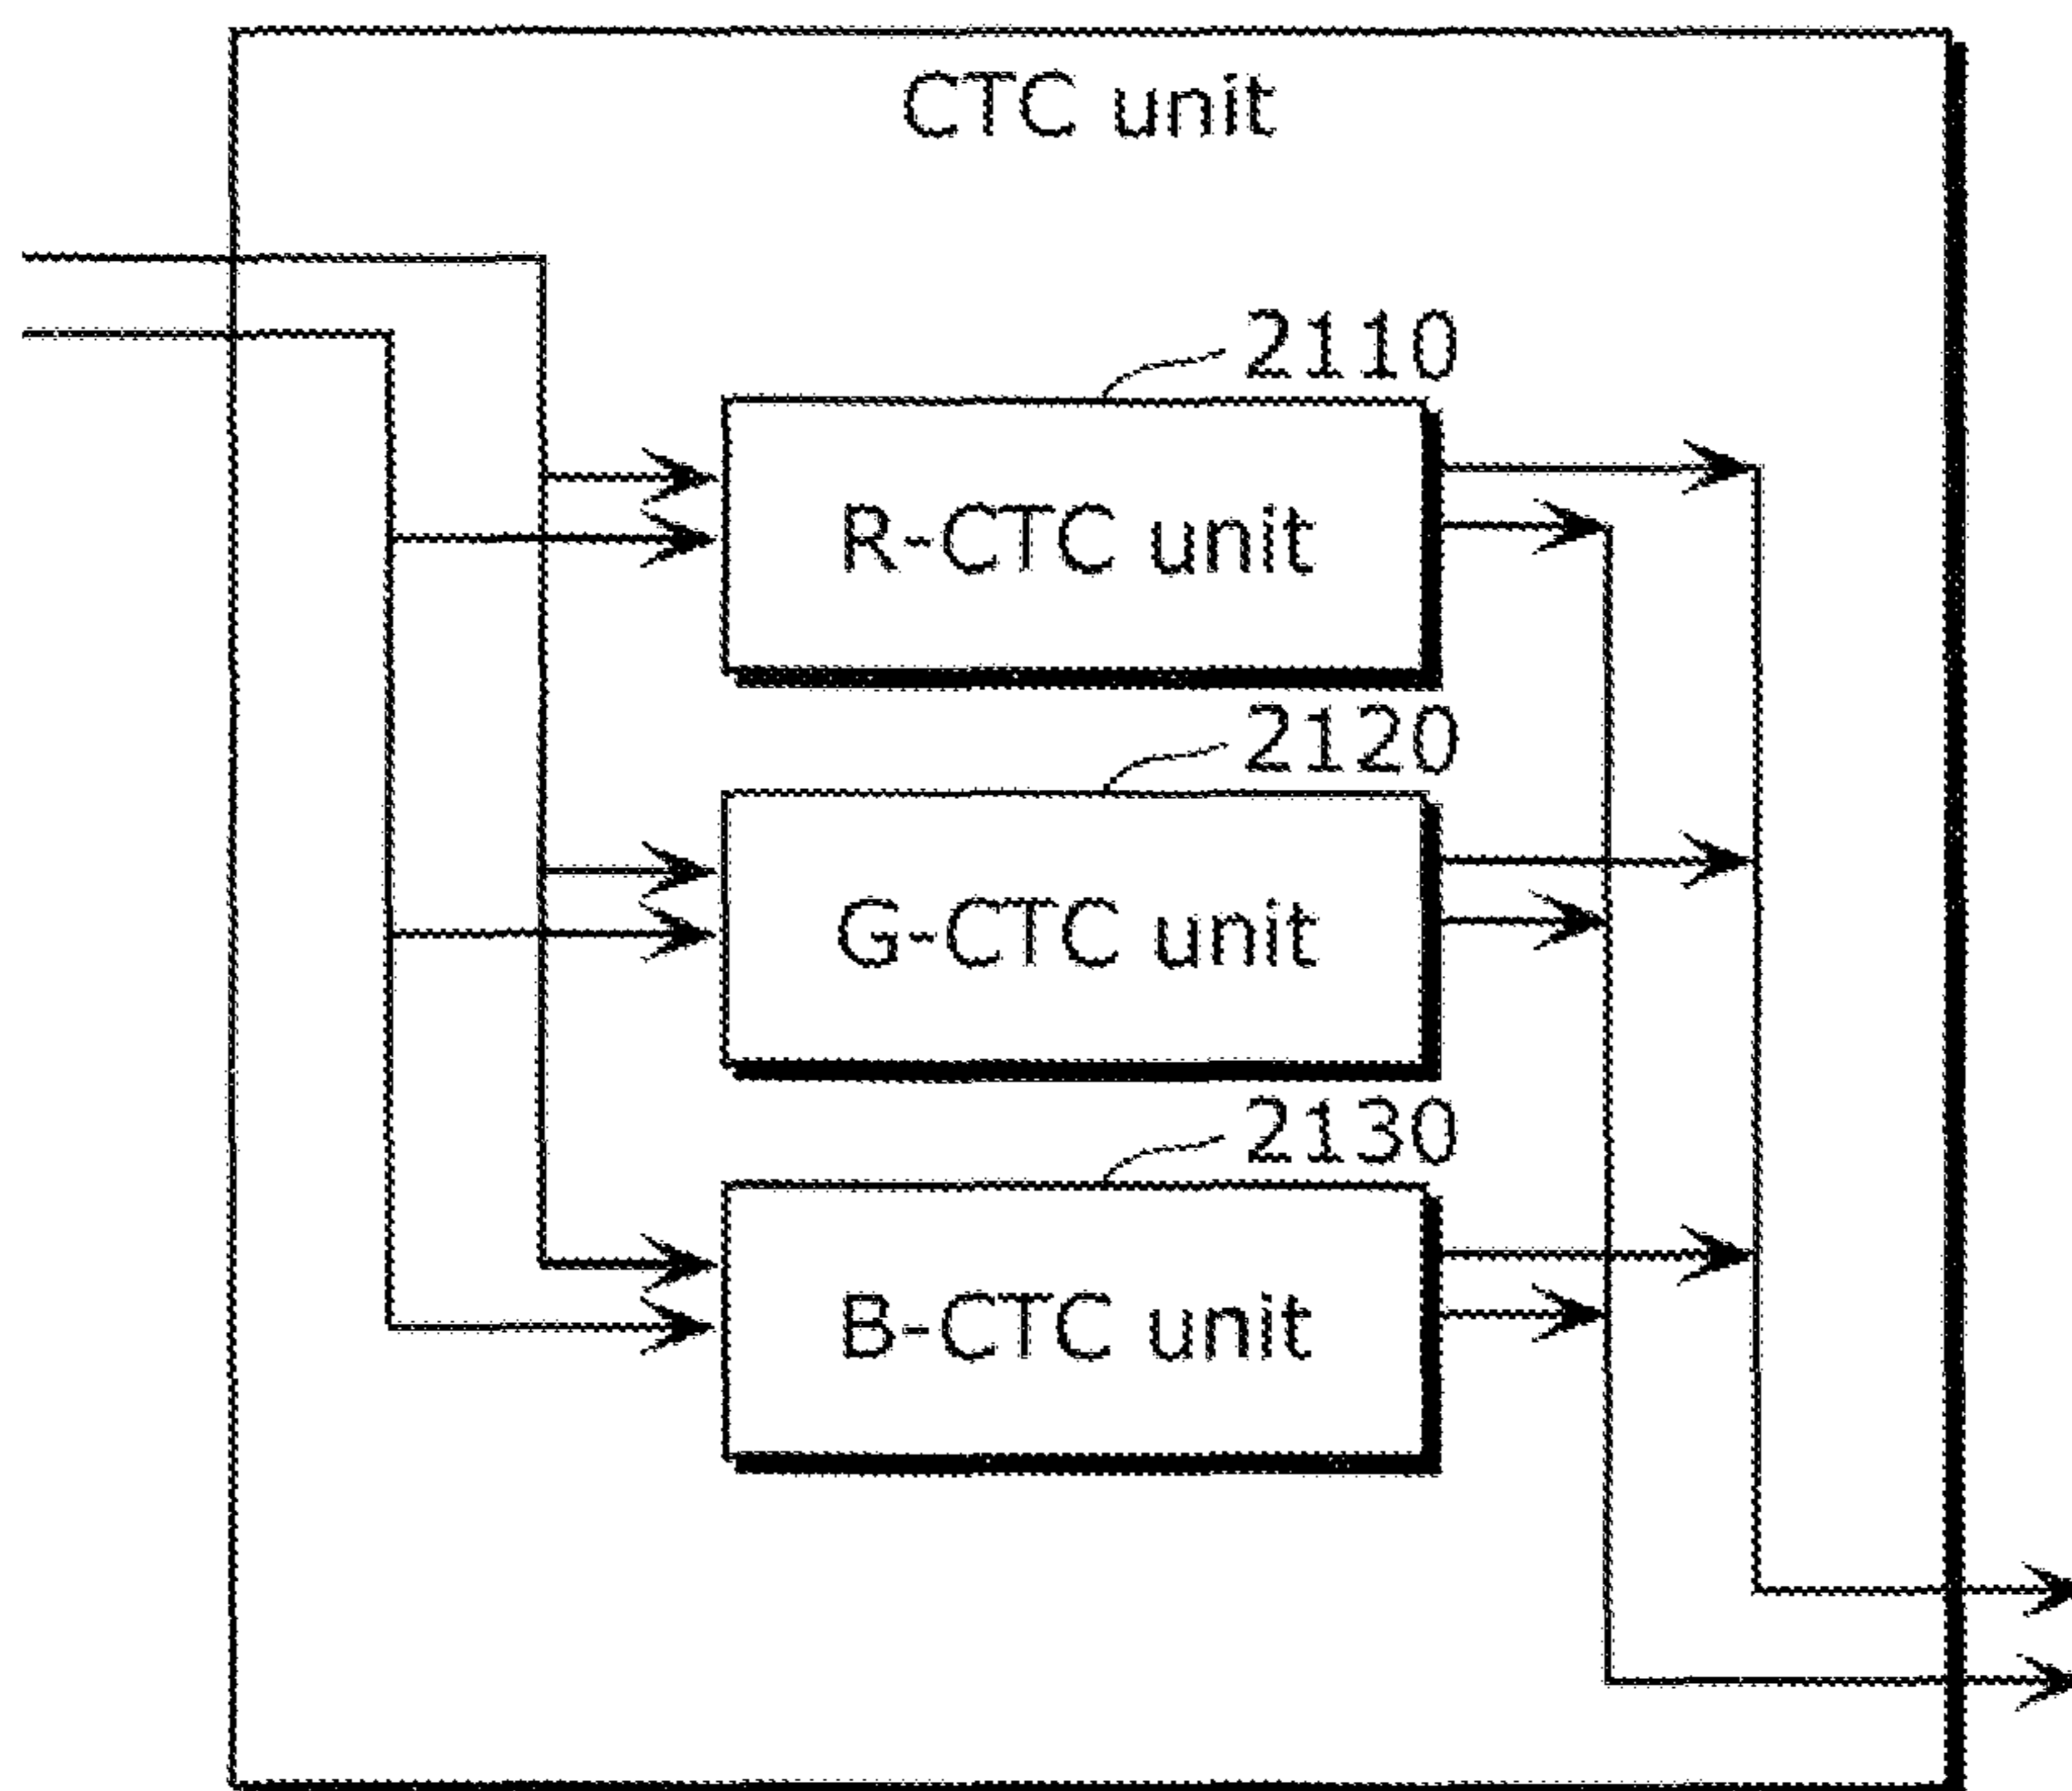 CTC unit
2110
R-CTC unit
2120
G-CTC unit
2130
B-CTC unit